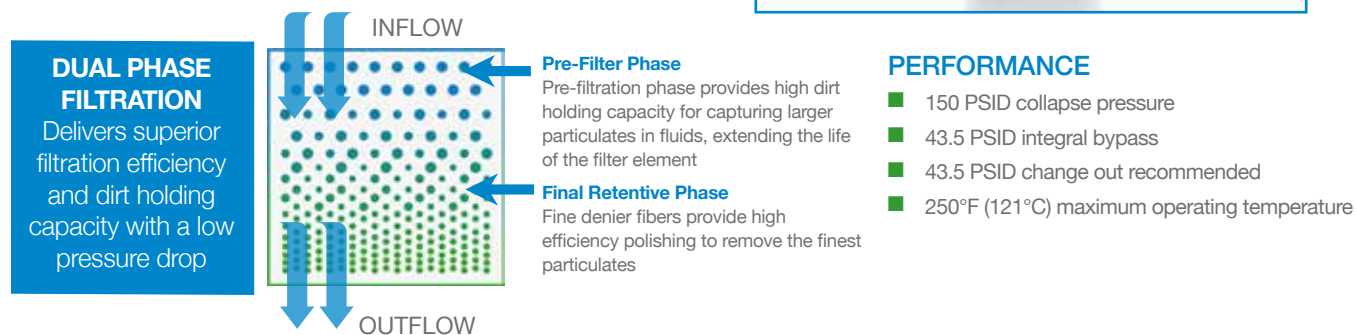 DUAL PHASE
FILTRATION
Delivers superior
filtration efficiency
and dirt holding
capacity with a low
pressure drop
INFLOW
OUTFLOW
Pre-Filter Phase
Pre-filtration phase provides high dirt
holding capacity for capturing larger
particulates in fluids, extending the life
of the filter element
Final Retentive Phase
Fine denier fibers provide high
efficiency polishing to remove the finest
particulates
PERFORMANCE
150 PSID collapse pressure
43.5 PSID integral bypass
43.5 PSID change out recommended
250°F (121°C) maximum operating temperature